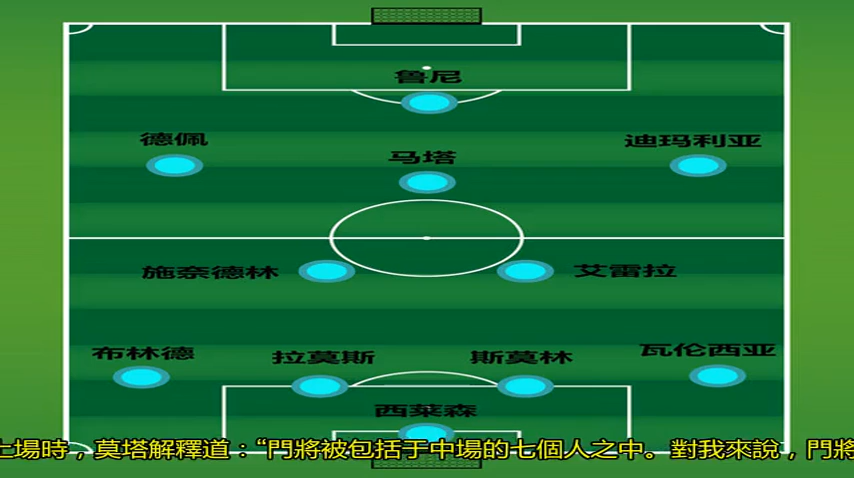 鲁尼
德佩
马塔
迪玛利亚
施奈德林
艾雷拉
布林德
拉莫斯
斯莫林
瓦伦西亚
西莱森
上場時，莫塔解釋道：“門將被包括于中場的七個人之中。對我來說，門將